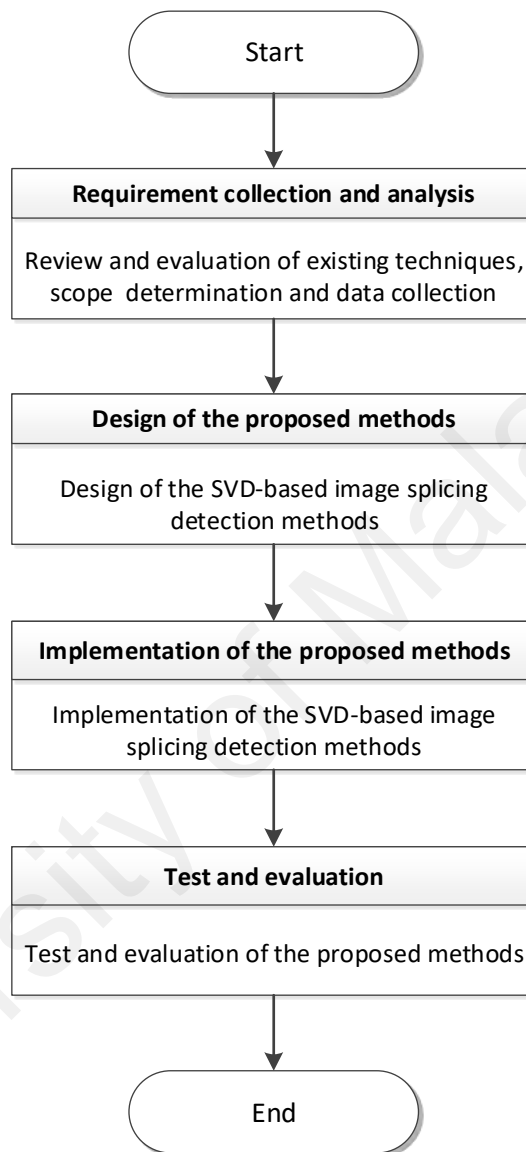 Start
Requirement collection and analysis
Review and evaluation of existing techniques,
scope determination and data collection
Design of the proposed methods
Design of the SVD-based image splicing
detection methods
Implementation of the proposed methods
Implementation of the SVD-based image
splicing detection methods
Test and evaluation
Test and evaluation of the proposed methods
End